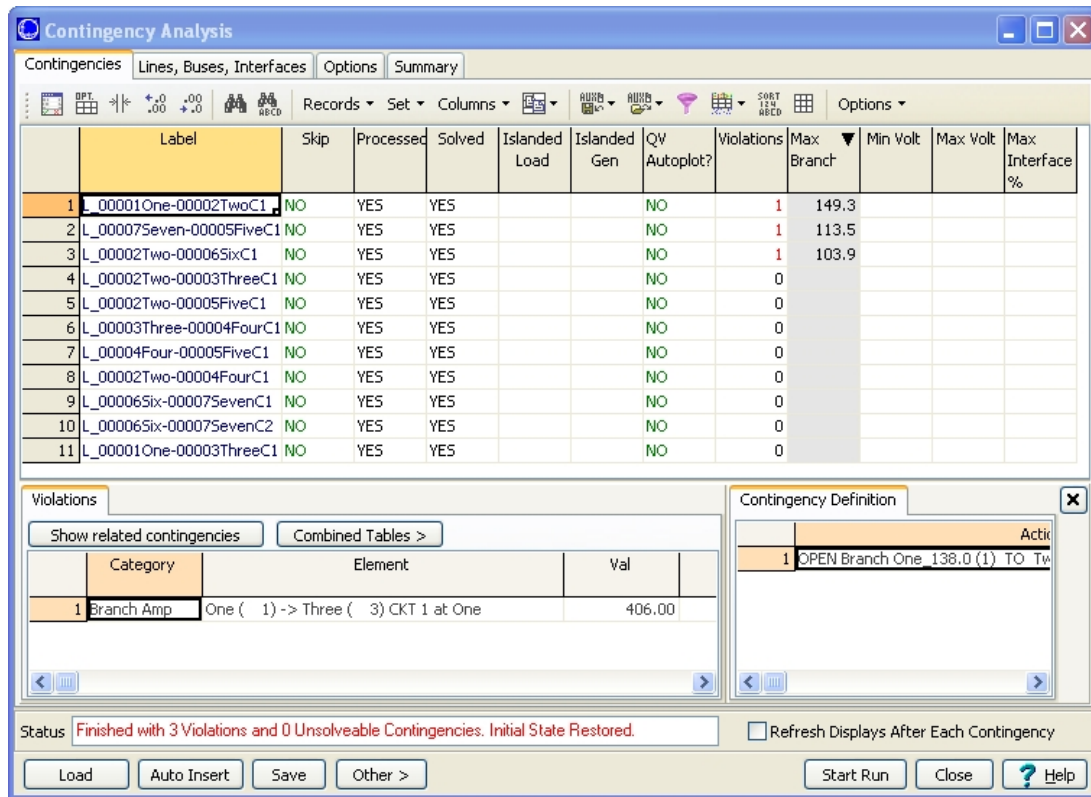 Contingency Analysis
Contingencies Lines, Buses, Interfaces Options Summary
Records Set Columns Options
Label Skip Processed Solved Islanded Load Islanded Gen QV Autoplot? Violations Max Branch Min Volt Max Volt Max Interface %
1 L_00001One-00002TwoC1 NO YES YES NO 1 149.3
2 L_00007Seven-00005FiveC1 NO YES YES NO 1 113.5
3 L_00002Two-00006SixC1 NO YES YES NO 1 103.9
4 L_00002Two-00003ThreeC1 NO YES YES NO 0
5 L_00002Two-00005FiveC1 NO YES YES NO 0
6 L_00003Three-00004FourC1 NO YES YES NO 0
7 L_00004Four-00005FiveC1 NO YES YES NO 0
8 L_00002Two-00004FourC1 NO YES YES NO 0
9 L_00006Six-00007SevenC1 NO YES YES NO 0
10 L_00006Six-00007SevenC2 NO YES YES NO 0
11 L_00001One-00003ThreeC1 NO YES YES NO 0
Violations
Show related contingencies Combined Tables >
Category Element Val
1 Branch Amp One ( 1) -> Three ( 3) CKT 1 at One 406.00
Contingency Definition
Actic
1 OPEN Branch One_138.0 (1) TO Tw
Status Finished with 3 Violations and 0 Unsolveable Contingencies. Initial State Restored.
Refresh Displays After Each Contingency
Load Auto Insert Save Other > Start Run Close ? Help